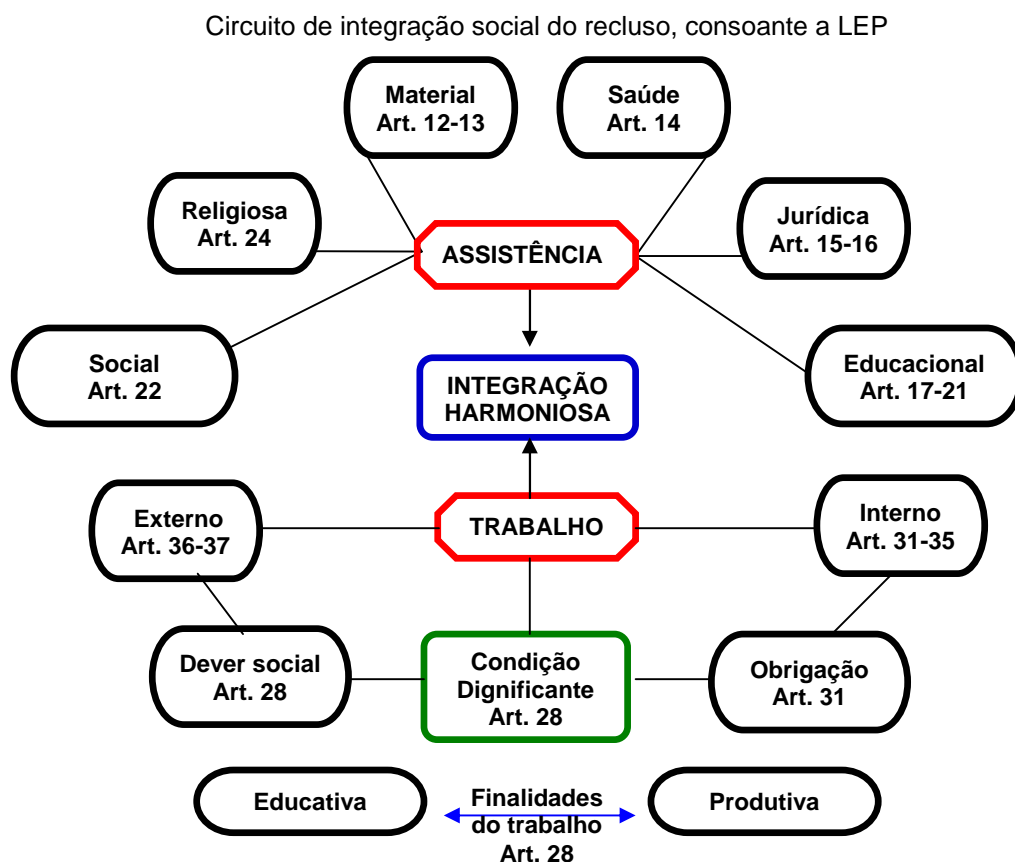 Circuito de integração social do recluso, consoante a LEP
Material
Art. 12-13
Saúde
Art. 14
Religiosa
Art. 24
Jurídica
Art. 15-16
ASSISTÊNCIA
Social
Art. 22
INTEGRAÇÃO
HARMONIOSA
Educacional
Art. 17-21
Externo
Art. 36-37
TRABALHO
Interno
Art. 31-35
Dever social
Art. 28
Condição
Dignificante
Art. 28
Obrigação
Art. 31
Educativa
Finalidades
do trabalho
Art. 28
Produtiva